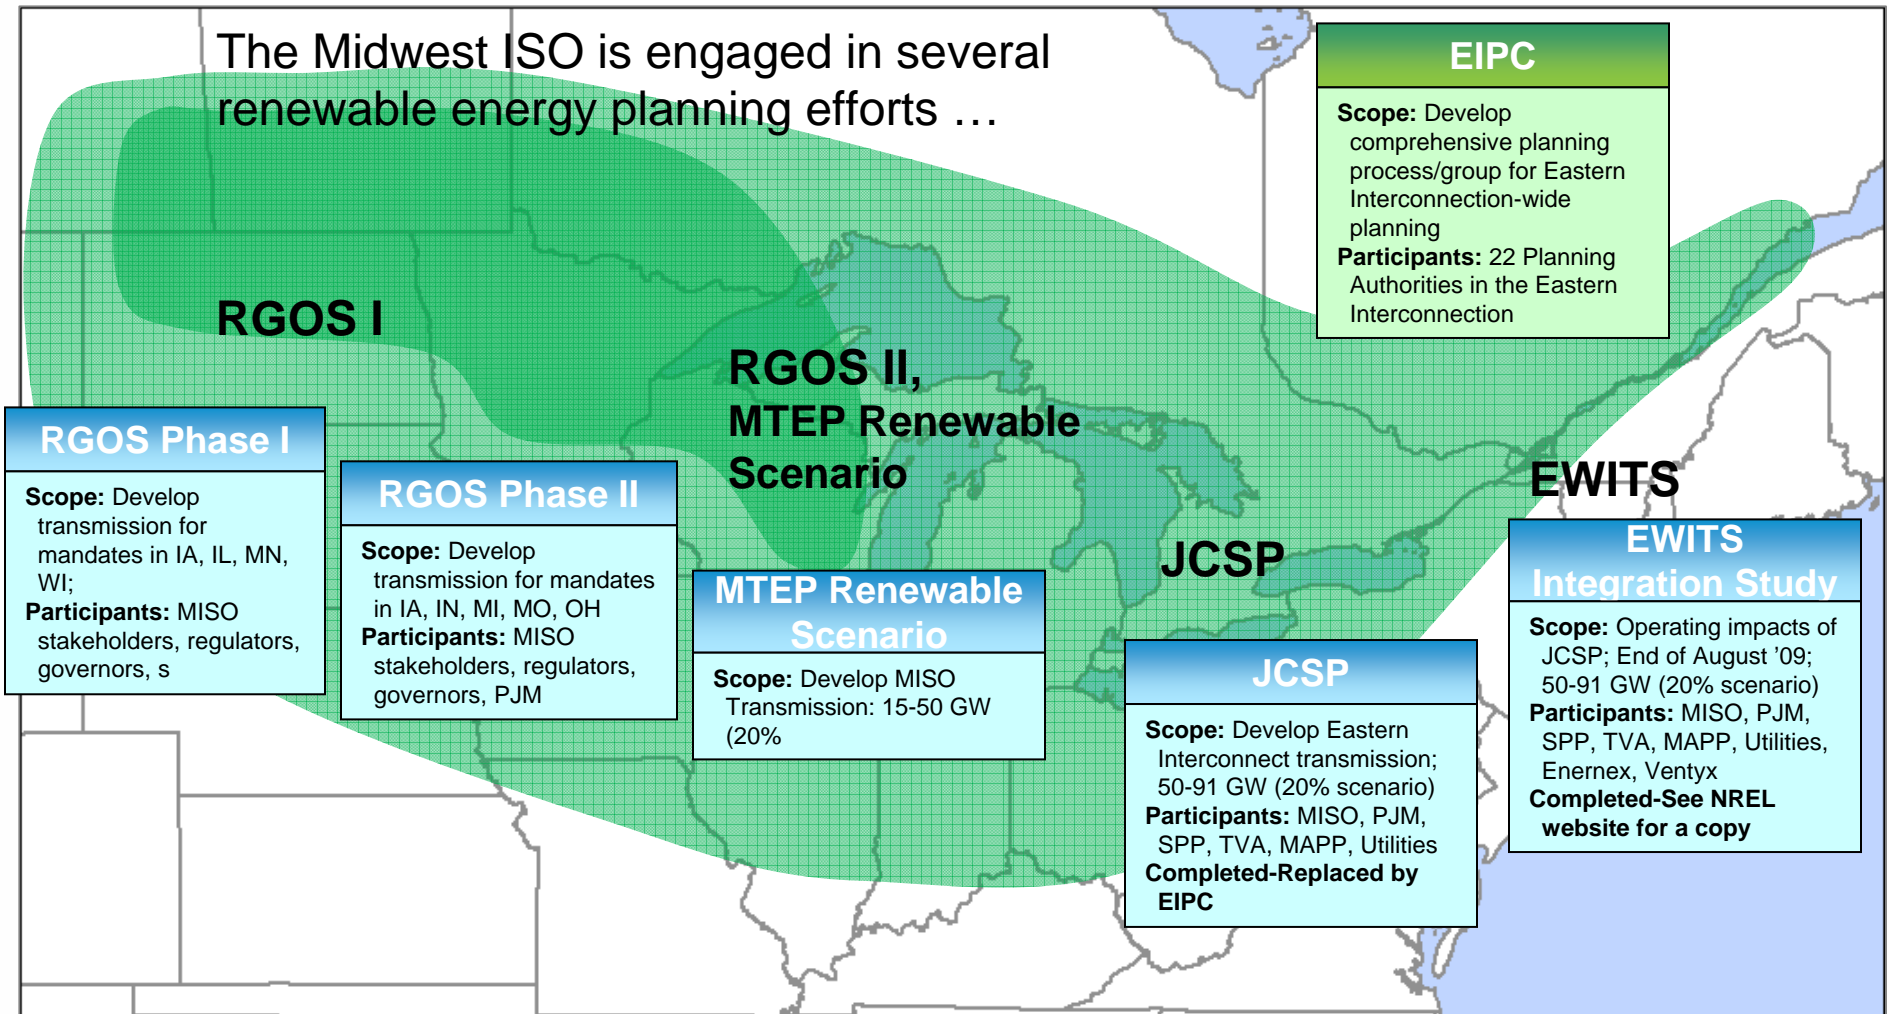 The Midwest ISO is engaged in several
renewable energy planning efforts …
EIPC
Scope: Develop
comprehensive planning
process/group for Eastern
Interconnection-wide
planning
Participants: 22 Planning
Authorities in the Eastern
Interconnection
RGOS I
RGOS II,
MTEP Renewable
Scenario
EWITS
JCSP
RGOS Phase I
Scope: Develop
transmission for
mandates in IA, IL, MN,
WI;
Participants: MISO
stakeholders, regulators,
governors, s
RGOS Phase II
Scope: Develop
transmission for mandates
in IA, IN, MI, MO, OH
Participants: MISO
stakeholders, regulators,
governors, PJM
MTEP Renewable
Scenario
Scope: Develop MISO
Transmission: 15-50 GW
(20%
JCSP
Scope: Develop Eastern
Interconnect transmission;
50-91 GW (20% scenario)
Participants: MISO, PJM,
SPP, TVA, MAPP, Utilities
Completed-Replaced by
EIPC
EWITS
Integration Study
Scope: Operating impacts of
JCSP; End of August '09;
50-91 GW (20% scenario)
Participants: MISO, PJM,
SPP, TVA, MAPP, Utilities,
Enernex, Ventyx
Completed-See NREL
website for a copy